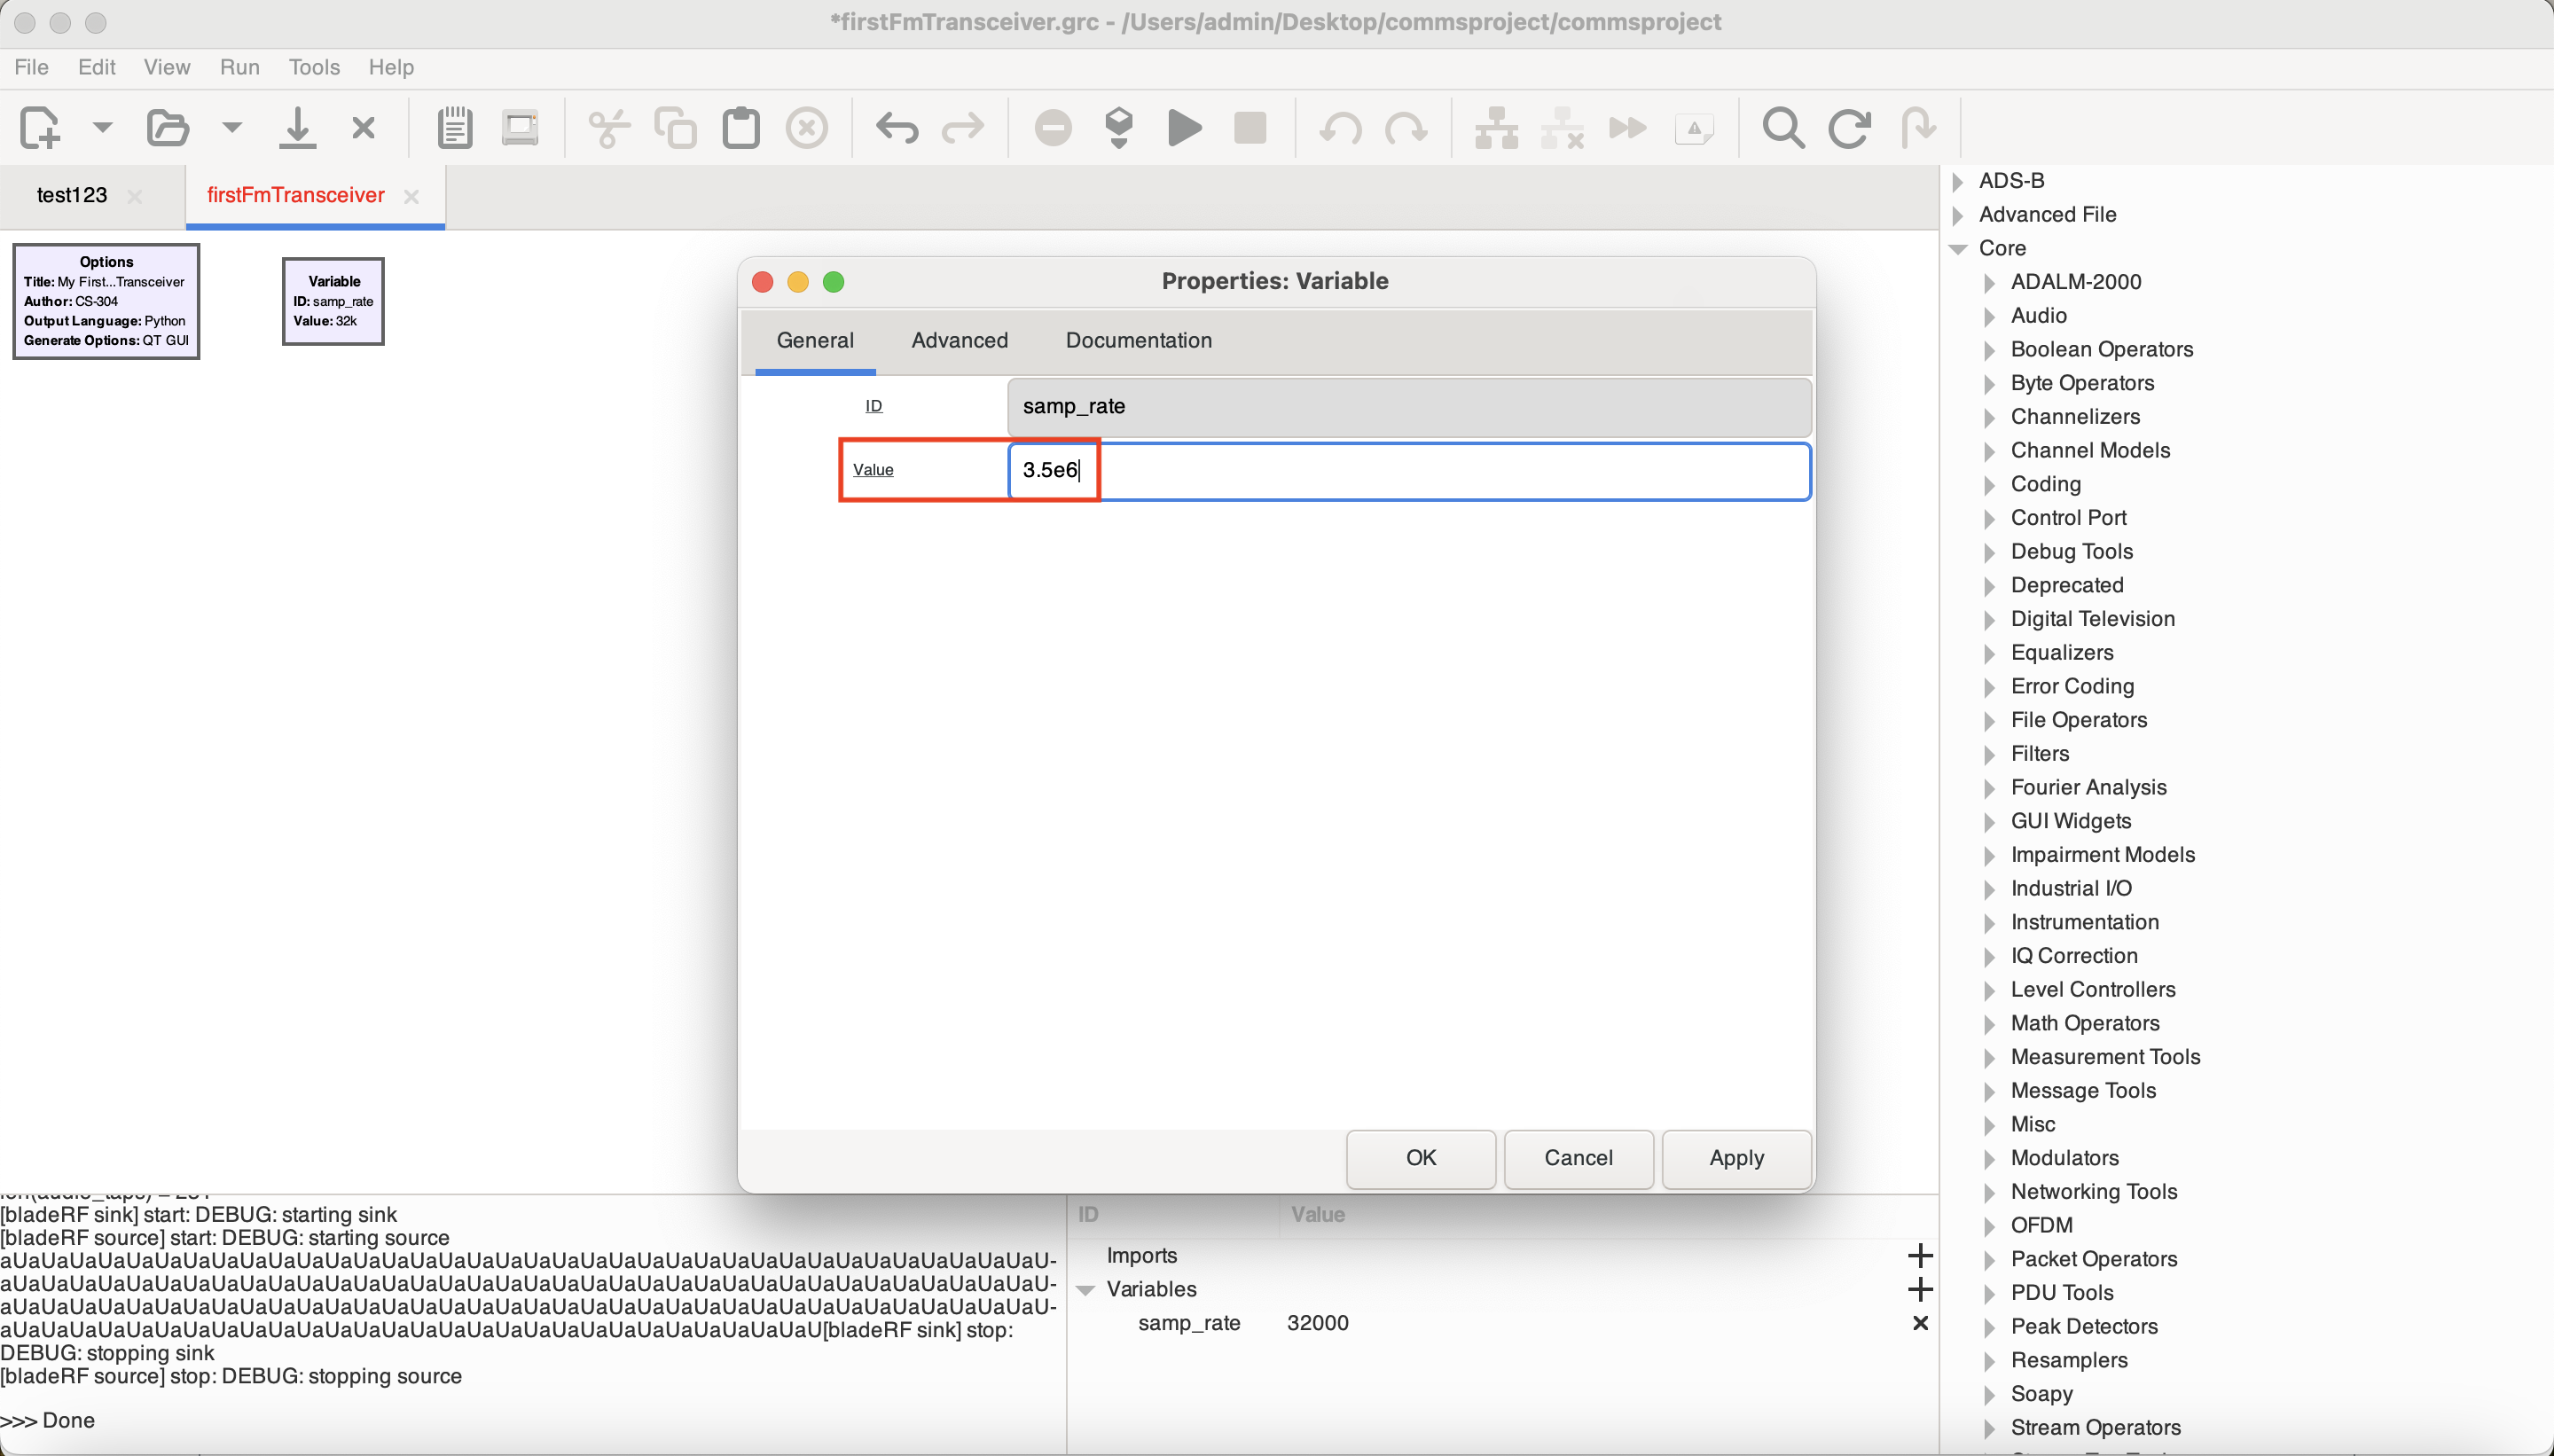 *firstFmTransceiver.grc - /Users/admin/Desktop/commsproject/commsproject
File Edit View Run Tools Help
test123
firstFmTransceiver
Options
Title: My First...Transceiver
Author: CS-304
Output Language: Python
Generate Options: QT GUI
Variable
ID: samp_rate
Value: 32k
Properties: Variable
General Advanced Documentation
ID samp_rate
Value 3.5e6
OK Cancel Apply
[bladeRF sink] start: DEBUG: starting sink
[bladeRF source] start: DEBUG: starting source
aUaUaUaUaUaUaUaUaUaUaUaUaUaUaUaUaUaUaUaUaUaUaUaUaUaUaUaUaUaUaUaUaUaUaUaUaU-
aUaUaUaUaUaUaUaUaUaUaUaUaUaUaUaUaUaUaUaUaUaUaUaUaUaUaUaUaUaUaUaUaUaUaUaUaU-
aUaUaUaUaUaUaUaUaUaUaUaUaUaUaUaUaUaUaUaUaUaUaUaUaUaUaUaUaUaUaUaUaUaUaUaUaU-
aUaUaUaUaUaUaUaUaUaUaUaUaUaUaUaUaUaUaUaUaUaUaUaUaUaUaUaUaU[bladeRF sink] stop:
DEBUG: stopping sink
[bladeRF source] stop: DEBUG: stopping source
>>> Done
ID Value
Imports
Variables
samp_rate 32000
ADS-B
Advanced File
Core
ADALM-2000
Audio
Boolean Operators
Byte Operators
Channelizers
Channel Models
Coding
Control Port
Debug Tools
Deprecated
Digital Television
Equalizers
Error Coding
File Operators
Filters
Fourier Analysis
GUI Widgets
Impairment Models
Industrial I/O
Instrumentation
IQ Correction
Level Controllers
Math Operators
Measurement Tools
Message Tools
Misc
Modulators
Networking Tools
OFDM
Packet Operators
PDU Tools
Peak Detectors
Resamplers
Soapy
Stream Operators